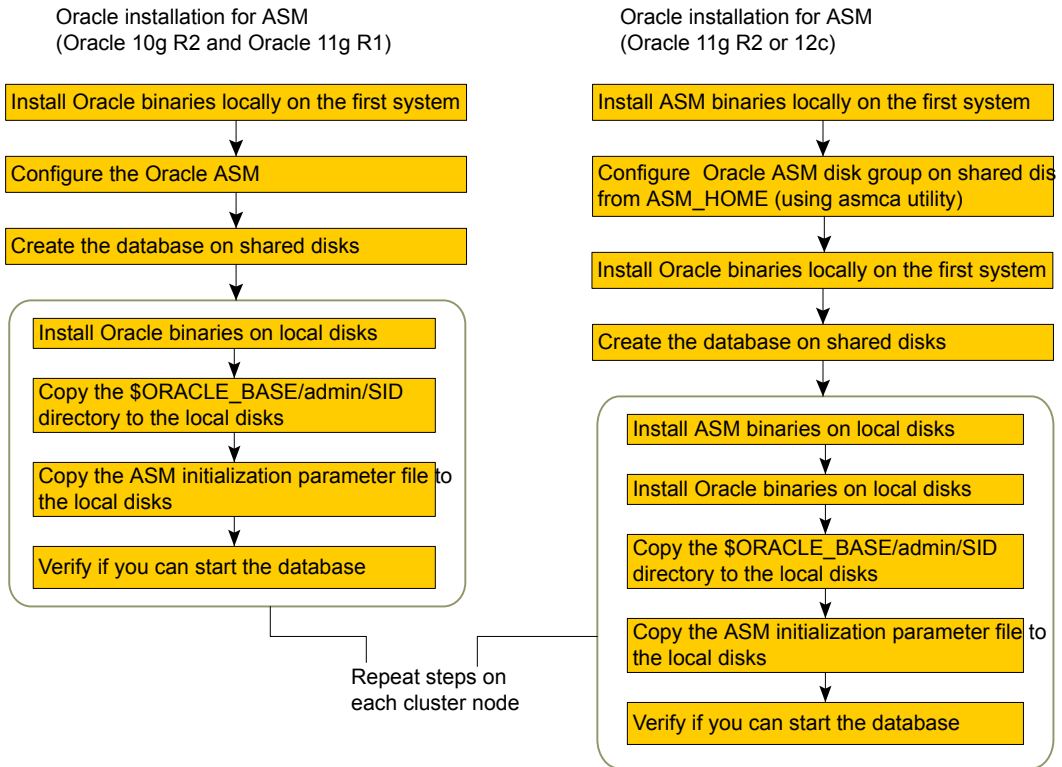 Oracle installation for ASM
(Oracle 10g R2 and Oracle 11g R1)
Install Oracle binaries locally on the first system
Configure the Oracle ASM
Create the database on shared disks
Install Oracle binaries on local disks
Copy the $ORACLE_BASE/admin/SID
directory to the local disks
Copy the ASM initialization parameter file to
the local disks
Verify if you can start the database
Oracle installation for ASM
(Oracle 11g R2 or 12c)
Install ASM binaries locally on the first system
Configure Oracle ASM disk group on shared dis
from ASM_HOME (using asmca utility)
Install Oracle binaries locally on the first system
Create the database on shared disks
Install ASM binaries on local disks
Install Oracle binaries on local disks
Copy the $ORACLE_BASE/admin/SID
directory to the local disks
Copy the ASM initialization parameter file to
the local disks
Verify if you can start the database
Repeat steps on
each cluster node